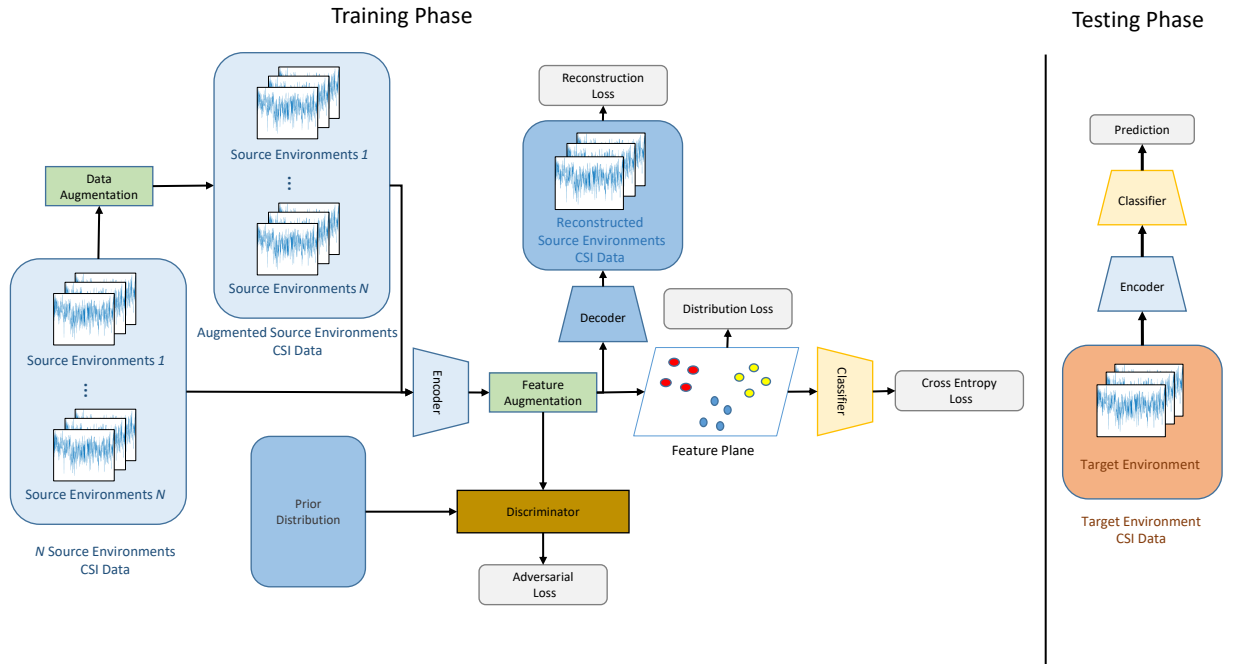 Training Phase
Testing Phase
Data
Augmentation
Source Environments 1
⋮
Source Environments N
Augmented Source Environments
CSI Data
Source Environments 1
⋮
Source Environments N
N Source Environments
CSI Data
Encoder
Feature
Augmentation
Reconstruction
Loss
Reconstructed
Source Environments
CSI Data
Decoder
Distribution Loss
Feature Plane
Classifier
Cross Entropy
Loss
Prior
Distribution
Discriminator
Adversarial
Loss
Prediction
Classifier
Encoder
Target Environment
Target Environment
CSI Data